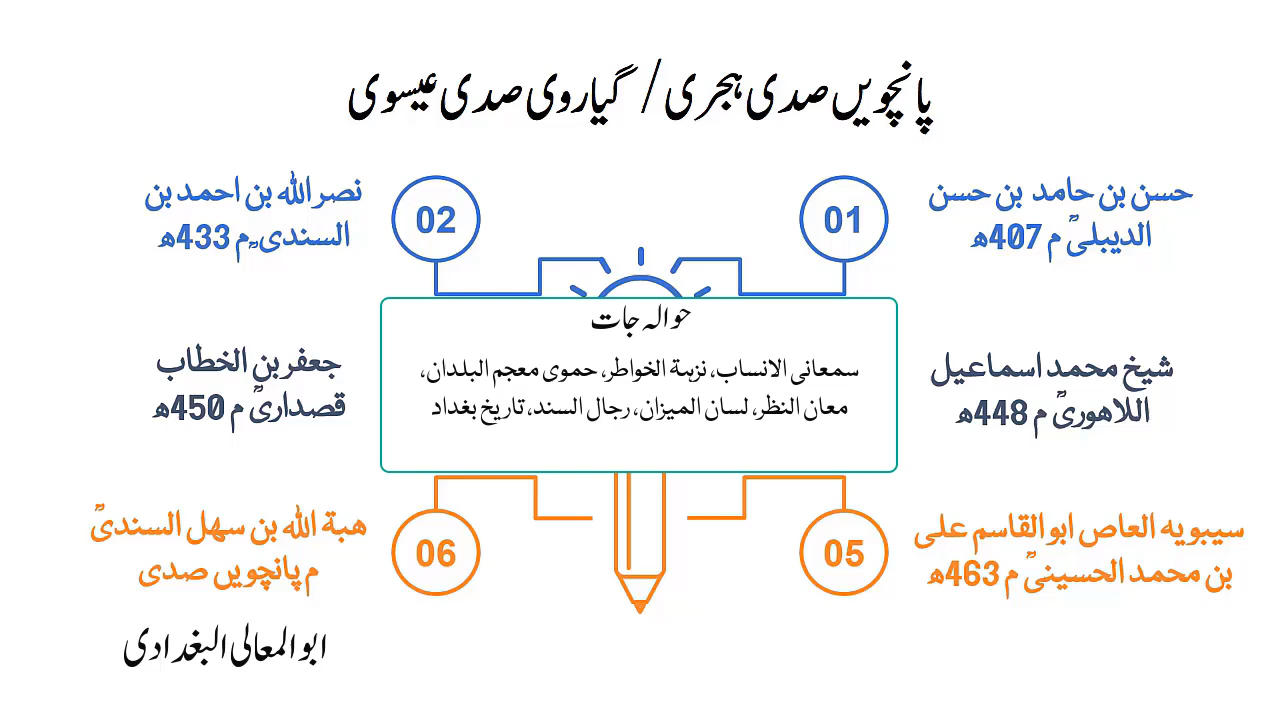 پانچویں صدی ہجری / گیاروی صدی عیسوی
01
حسن بن حامد بن حسن
الدیبلیؒ م 407ھ
02
نصر اللہ بن احمد بن
السندیؒ م 433ھ
حوالہ جات
سمعانی الانساب، نزہۃ الخواطر، حموی معجم البلدان،
معان النظر، لسان المیزان، رجال السند، تاریخ بغداد
شیخ محمد اسماعیل
اللاھوریؒ م 448ھ
جعفر بن الخطاب
قصداریؒ م 450ھ
05
سیبویہ العاص ابو القاسم علی
بن محمد الحسینیؒ م 463ھ
06
ھبة اللہ بن سھل السندیؒ
م پانچویں صدی
ابو المعالی البغدادی